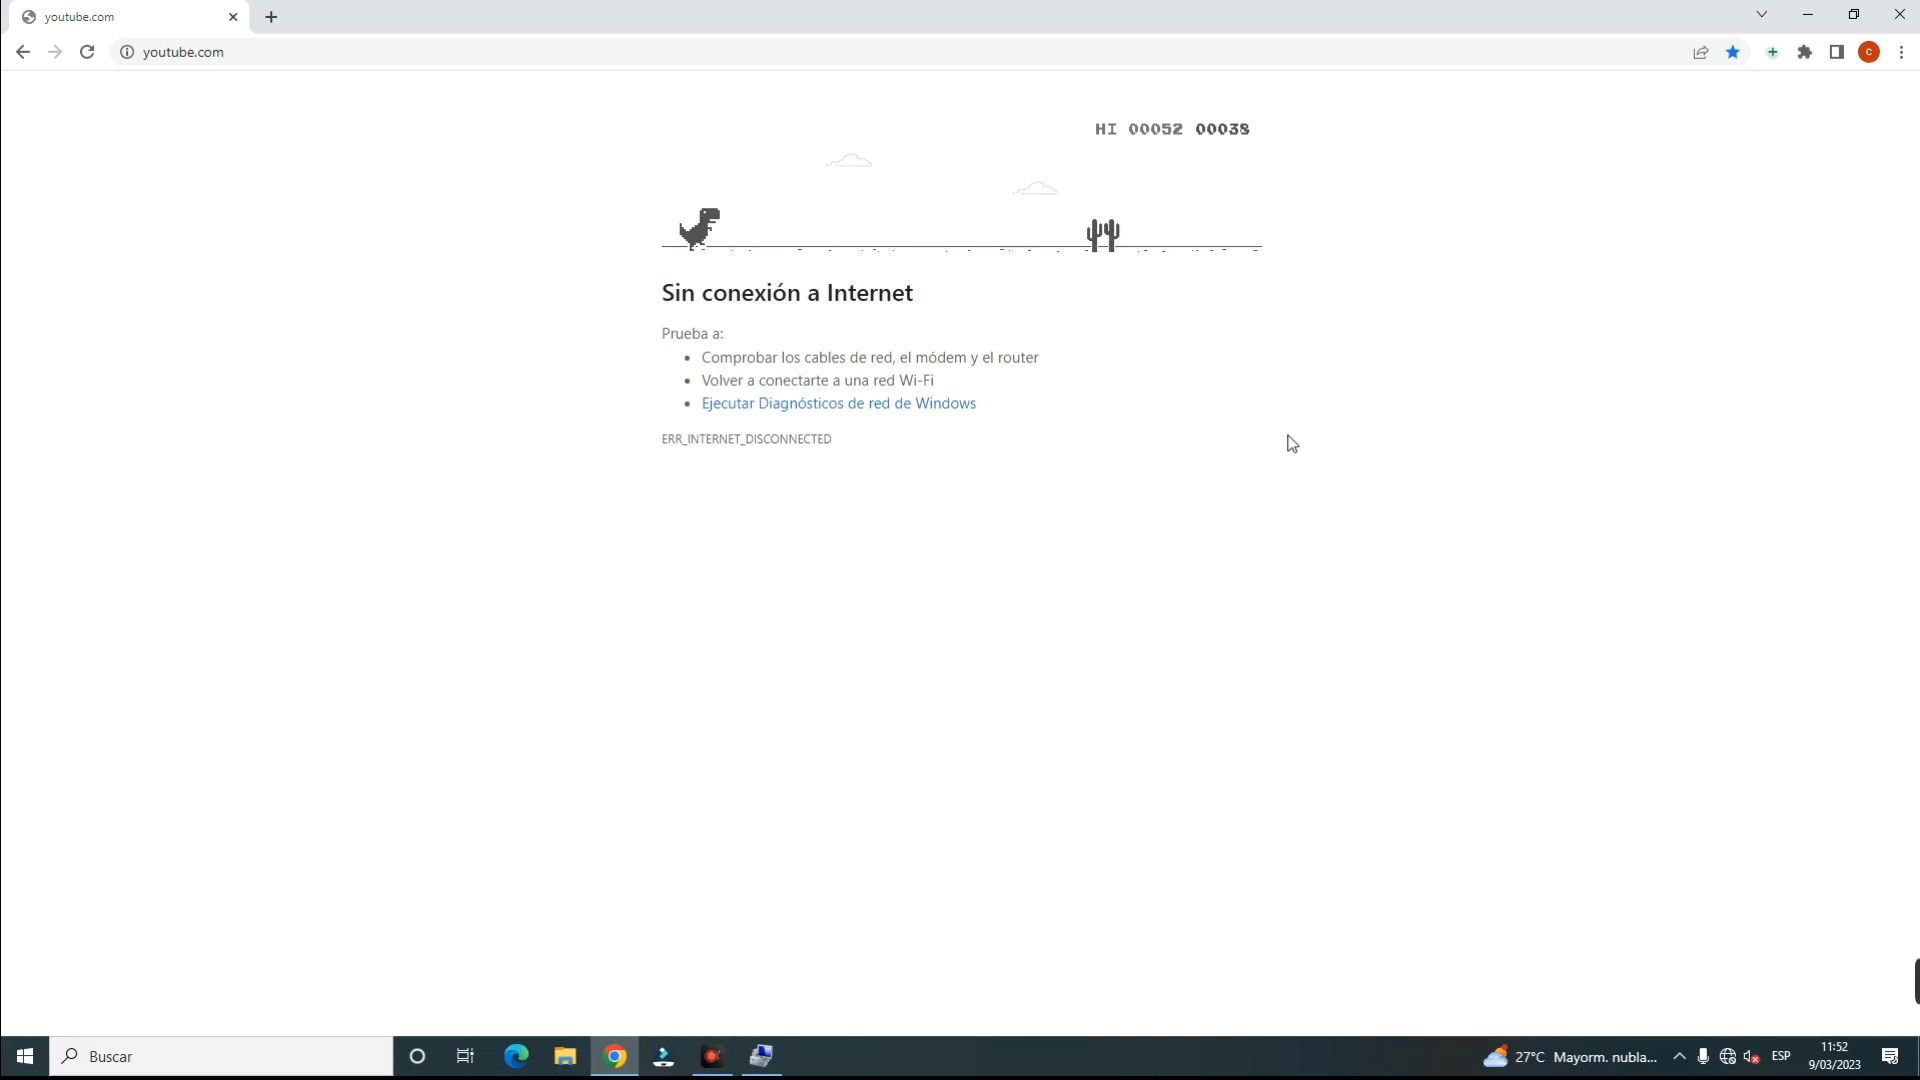 youtube.com
youtube.com
C
HI 00052 00038
Sin conexión a Internet
Prueba a:
Comprobar los cables de red, el módem y el router
Volver a conectarte a una red Wi-Fi
Ejecutar Diagnósticos de red de Windows
ERR_INTERNET_DISCONNECTED
Buscar
27°C Mayorm. nubla...
ESP
11:52
9/03/2023